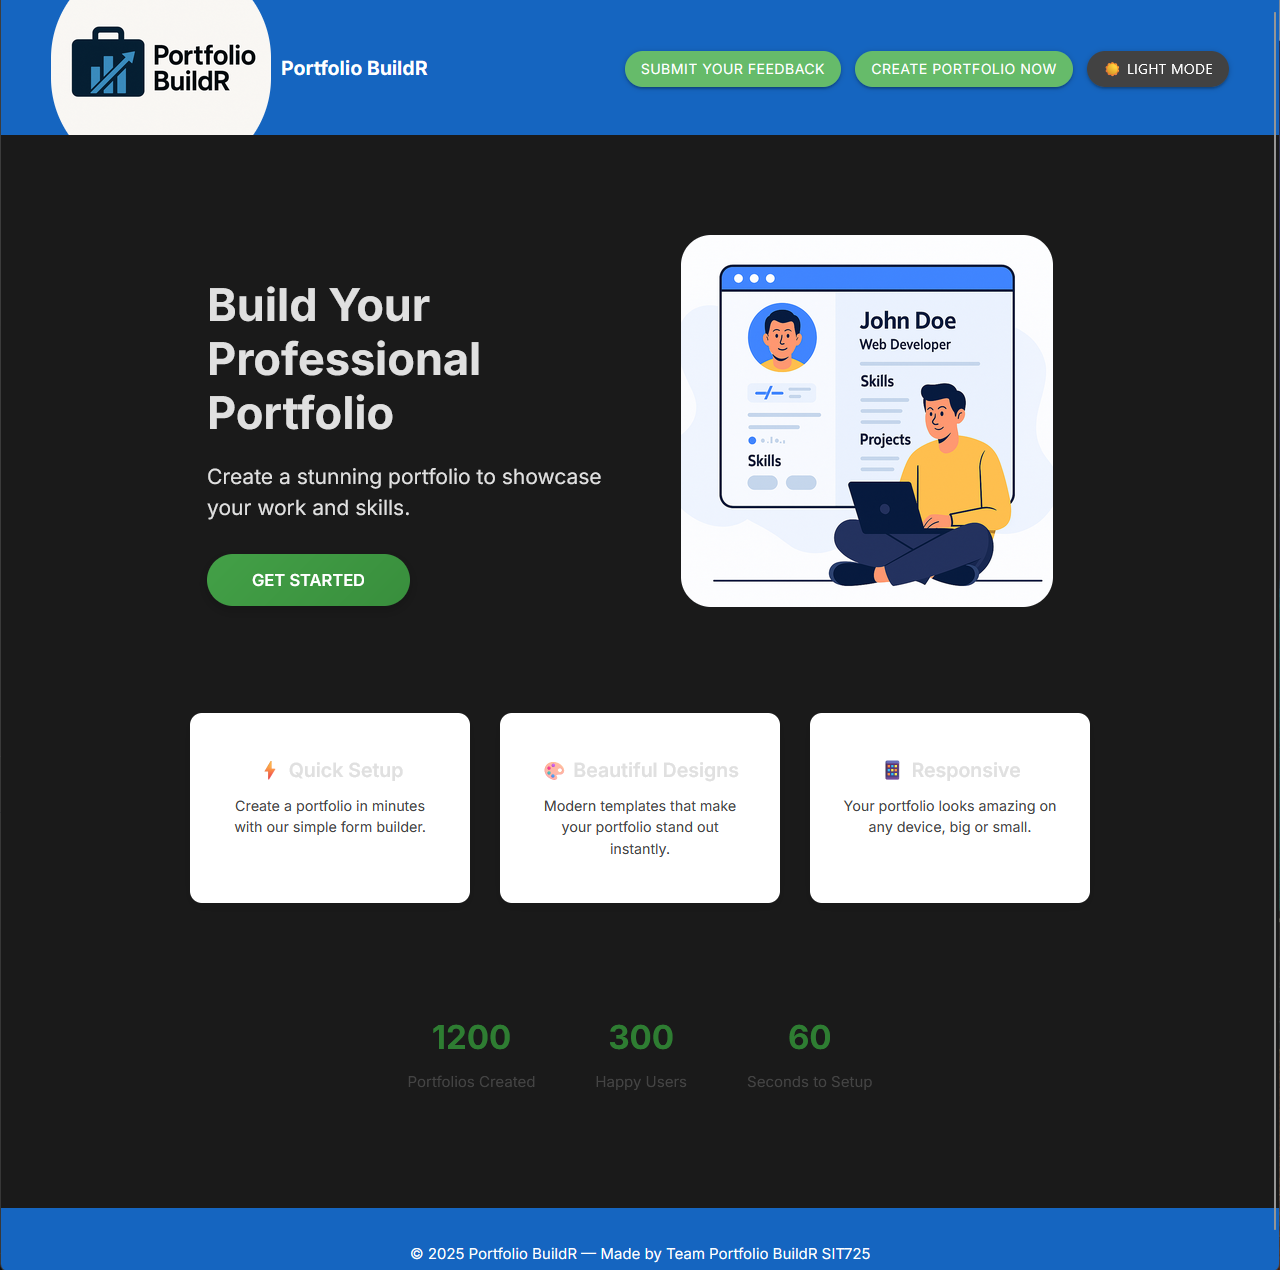 Portfolio
BuildR
Portfolio BuildR
SUBMIT YOUR FEEDBACK
CREATE PORTFOLIO NOW
LIGHT MODE
Build Your
Professional
Portfolio
Create a stunning portfolio to showcase
your work and skills.
GET STARTED
John Doe
Web Developer
Skills
Projects
Skills
Quick Setup
Create a portfolio in minutes
with our simple form builder.
Beautiful Designs
Modern templates that make
your portfolio stand out
instantly.
Responsive
Your portfolio looks amazing on
any device, big or small.
1200
Portfolios Created
300
Happy Users
60
Seconds to Setup
© 2025 Portfolio BuildR — Made by Team Portfolio BuildR SIT725